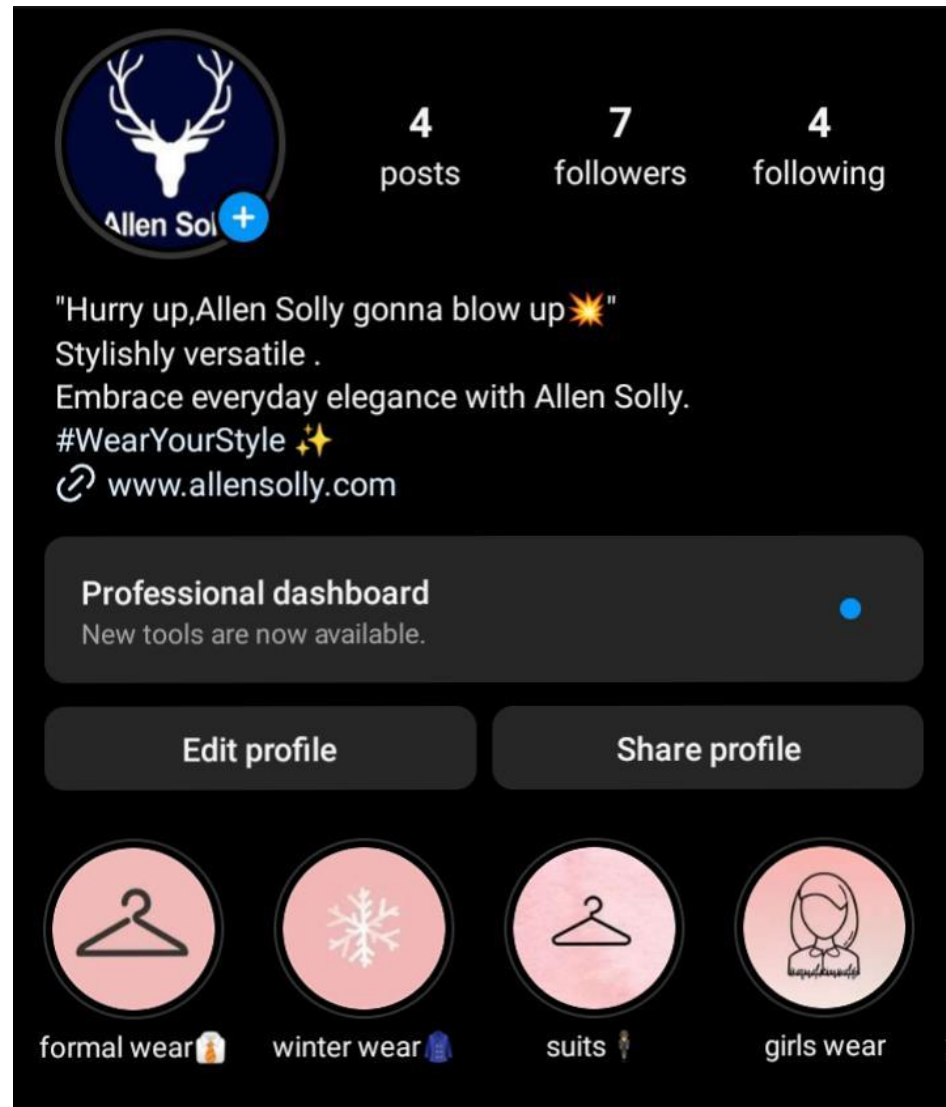 Allen Sol
4 7 4
posts followers following
"Hurry up,Allen Solly gonna blow up💥"
Stylishly versatile .
Embrace everyday elegance with Allen Solly.
#WearYourStyle ✨
www.allensolly.com
Professional dashboard
New tools are now available.
Edit profile Share profile
formal wear👔 winter wear🧥 suits🕴 girls wear